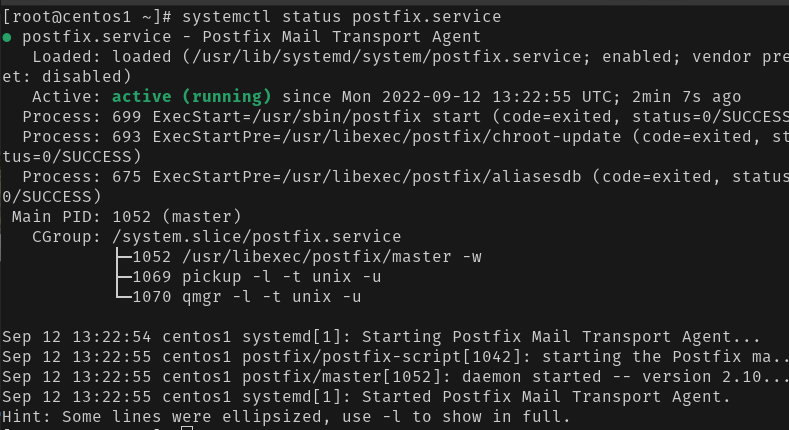 [root@centos1 ~]# systemctl status postfix.service
● postfix.service - Postfix Mail Transport Agent
   Loaded: loaded (/usr/lib/systemd/system/postfix.service; enabled; vendor pre
et: disabled)
   Active: active (running) since Mon 2022-09-12 13:22:55 UTC; 2min 7s ago
  Process: 699 ExecStart=/usr/sbin/postfix start (code=exited, status=0/SUCCESS
  Process: 693 ExecStartPre=/usr/libexec/postfix/chroot-update (code=exited, st
tus=0/SUCCESS)
  Process: 675 ExecStartPre=/usr/libexec/postfix/aliasesdb (code=exited, status
0/SUCCESS)
 Main PID: 1052 (master)
   CGroup: /system.slice/postfix.service
           ├─1052 /usr/libexec/postfix/master -w
           ├─1069 pickup -l -t unix -u
           └─1070 qmgr -l -t unix -u

Sep 12 13:22:54 centos1 systemd[1]: Starting Postfix Mail Transport Agent...
Sep 12 13:22:55 centos1 postfix/postfix-script[1042]: starting the Postfix ma..
Sep 12 13:22:55 centos1 postfix/master[1052]: daemon started -- version 2.10...
Sep 12 13:22:55 centos1 systemd[1]: Started Postfix Mail Transport Agent.
Hint: Some lines were ellipsized, use -l to show in full.